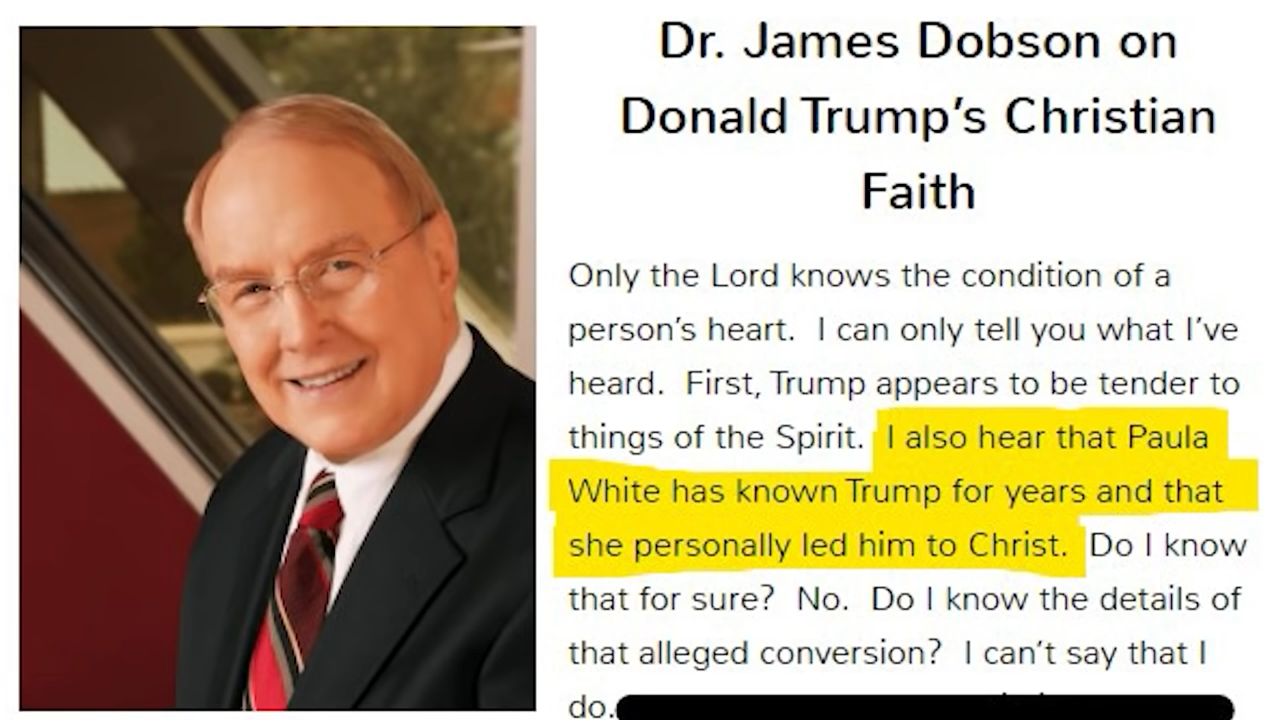 Dr. James Dobson on
Donald Trump's Christian
Faith
Only the Lord knows the condition of a
person's heart.  I can only tell you what I've
heard.  First, Trump appears to be tender to
things of the Spirit.  I also hear that Paula
White has known Trump for years and that
she personally led him to Christ.  Do I know
that for sure?  No.  Do I know the details of
that alleged conversion?  I can't say that I
do.